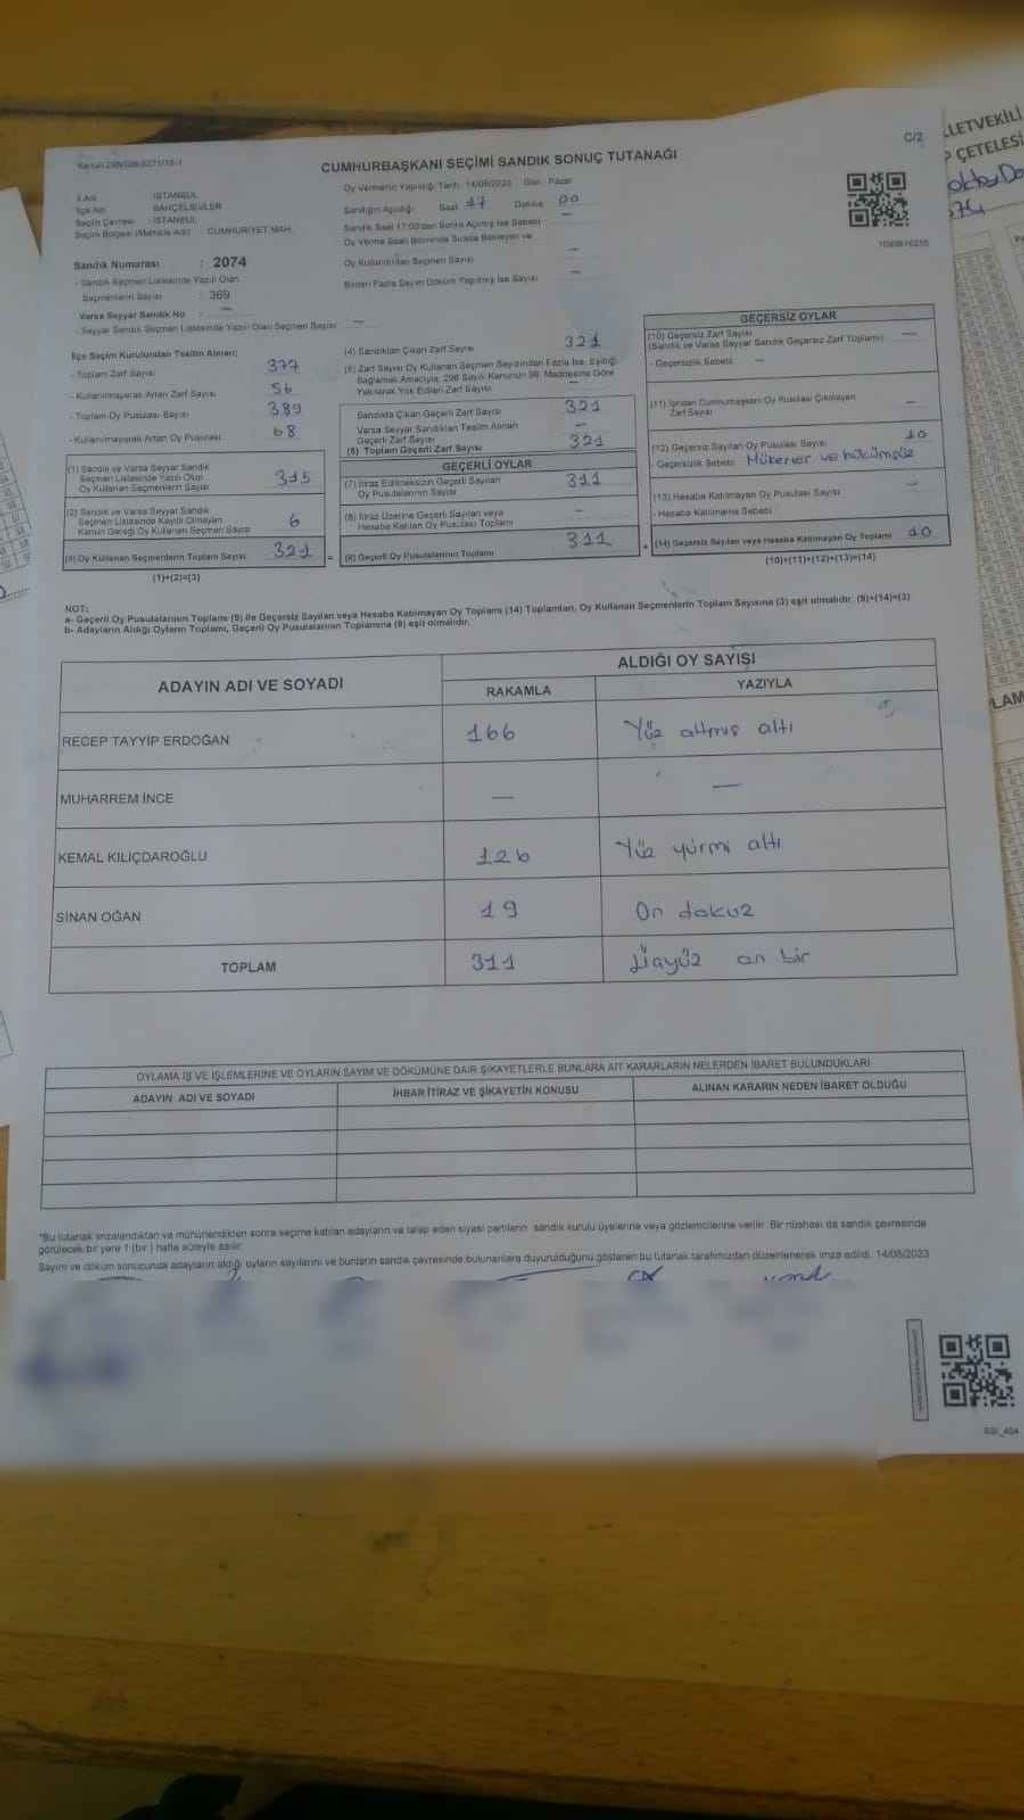 C/2
LETVEKİLİ
ÇETELESİ
CUMHURBAŞKANI SEÇİMİ SANDIK SONUÇ TUTANAĞI
İl Adı : İSTANBUL
İlçe Adı : BAHÇELİEVLER
Seçim Çevresi : İSTANBUL
Seçim Bölgesi (Mahalle Adı) : CUMHURİYET MAH.
Sandık Numarası : 2074
- Sandık Seçmen Listesinde Yazılı Olan
Seçmenlerin Sayısı : 369
Varsa Seyyar Sandık No : —
- Seyyar Sandık Seçmen Listesinde Yazılı Olan Seçmen Sayısı —
Oy Vermenin Yapıldığı Tarih: 14/05/2023 Gün: Pazar
Sandığın Açıldığı Saat 17 Dakika 00
Sandık Saat 17:00'den Sonra Açılmış İse Sebebi —
Oy Verme Saati Bitiminde Sırada Bekleyen ve
Oy Kullandırılan Seçmen Sayısı —
Birden Fazla Sayım Döküm Yapılmış İse Sayısı —
İlçe Seçim Kurulundan Teslim Alınan;
- Toplam Zarf Sayısı 377
- Kullanılmayarak Artan Zarf Sayısı 56
- Toplam Oy Pusulası Sayısı 389
- Kullanılmayarak Artan Oy Pusulası 68
(1) Sandık ve Varsa Seyyar Sandık
Seçmen Listesinde Yazılı Olup
Oy Kullanan Seçmenlerin Sayısı 315
(2) Sandık ve Varsa Seyyar Sandık
Seçmen Listesinde Kayıtlı Olmayan
Kanun Gereği Oy Kullanan Seçmen Sayısı 6
(3) Oy Kullanan Seçmenlerin Toplam Sayısı 321
(1)+(2)=(3)
(4) Sandıktan Çıkan Zarf Sayısı 321
(5) Zarf Sayısı Oy Kullanan Seçmen Sayısından Fazla İse, Eşitliği
Sağlamak Amacıyla, 298 Sayılı Kanunun 98. Maddesine Göre
Yakılarak Yok Edilen Zarf Sayısı —
Sandıkta Çıkan Geçerli Zarf Sayısı 321
Varsa Seyyar Sandıktan Teslim Alınan
Geçerli Zarf Sayısı —
(6) Toplam Geçerli Zarf Sayısı 321
GEÇERLİ OYLAR
(7) İtiraz Edilmeksizin Geçerli Sayılan
Oy Pusulalarının Sayısı 311
(8) İtiraz Üzerine Geçerli Sayılan veya
Hesaba Katılan Oy Pusulası Toplamı —
(9) Geçerli Oy Pusulalarının Toplamı 311
GEÇERSİZ OYLAR
(10) Geçersiz Zarf Sayısı —
(Sandık ve Varsa Seyyar Sandık Geçersiz Zarf Toplamı)
- Geçersizlik Sebebi: —
(11) İçinden Cumhurbaşkanı Oy Pusulası Çıkmayan
Zarf Sayısı —
(12) Geçersiz Sayılan Oy Pusulası Sayısı 10
- Geçersizlik Sebebi: Mükerrer ve hükümsüz
(13) Hesaba Katılmayan Oy Pusulası Sayısı —
- Hesaba Katılmama Sebebi
(14) Geçersiz Sayılan veya Hesaba Katılmayan Oy Toplamı 10
(10)+(11)+(12)+(13)=(14)
NOT:
a- Geçerli Oy Pusulalarının Toplamı (9) ile Geçersiz Sayılan veya Hesaba Katılmayan Oy Toplamı (14) Toplamları, Oy Kullanan Seçmenlerin Toplam Sayısına (3) eşit olmalıdır. (9)+(14)=(3)
b- Adayların Aldığı Oyların Toplamı, Geçerli Oy Pusulalarının Toplamına (9) eşit olmalıdır.
ADAYIN ADI VE SOYADI
ALDIĞI OY SAYISI
RAKAMLA YAZIYLA
RECEP TAYYİP ERDOĞAN 166 Yüz altmıs altı
MUHARREM İNCE — —
KEMAL KILIÇDAROĞLU 126 Yüz yürmi altı
SİNAN OĞAN 19 On dokuz
TOPLAM 311 Üçyüz on bir
OYLAMA İŞ VE İŞLEMLERİNE VE OYLARIN SAYIM VE DÖKÜMÜNE DAİR ŞİKAYETLERLE BUNLARA AİT KARARLARIN NELERDEN İBARET BULUNDUKLARI
ADAYIN ADI VE SOYADI İHBAR İTİRAZ VE ŞİKAYETİN KONUSU ALINAN KARARIN NEDEN İBARET OLDUĞU
*Bu tutanak imzalandıktan ve mühürlendikten sonra seçime katılan adayların ve talep eden siyasi partilerin sandık kurulu üyelerine veya gözlemcilerine verilir. Bir nüshası da sandık çevresinde
görülecek bir yere 1 (bir) hafta süreyle asılır.
Sayım ve döküm sonucunda adayların aldığı oyların sayılarını ve bunların sandık çevresinde bulunanlara duyurulduğunu gösteren bu tutanak tarafımızdan düzenlenerek imza edildi. 14/05/2023